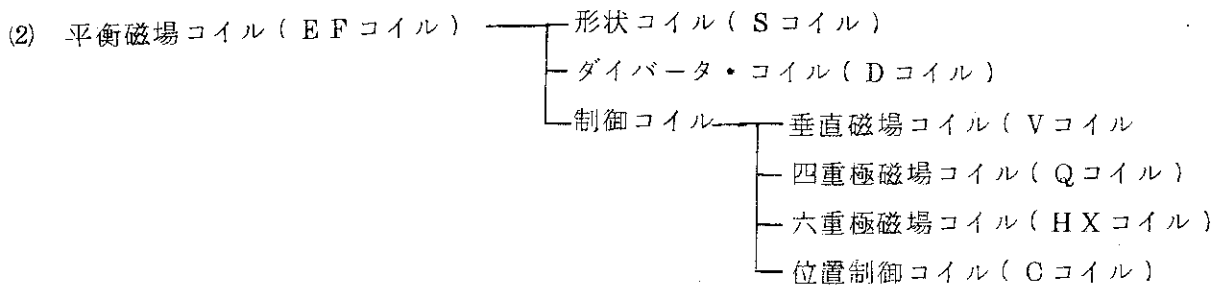 (2) 平衡磁場コイル（EFコイル） 形状コイル（Sコイル）
ダイバータ・コイル（Dコイル）
制御コイル 垂直磁場コイル（Vコイル
四重極磁場コイル（Qコイル）
六重極磁場コイル（HXコイル）
位置制御コイル（Cコイル）